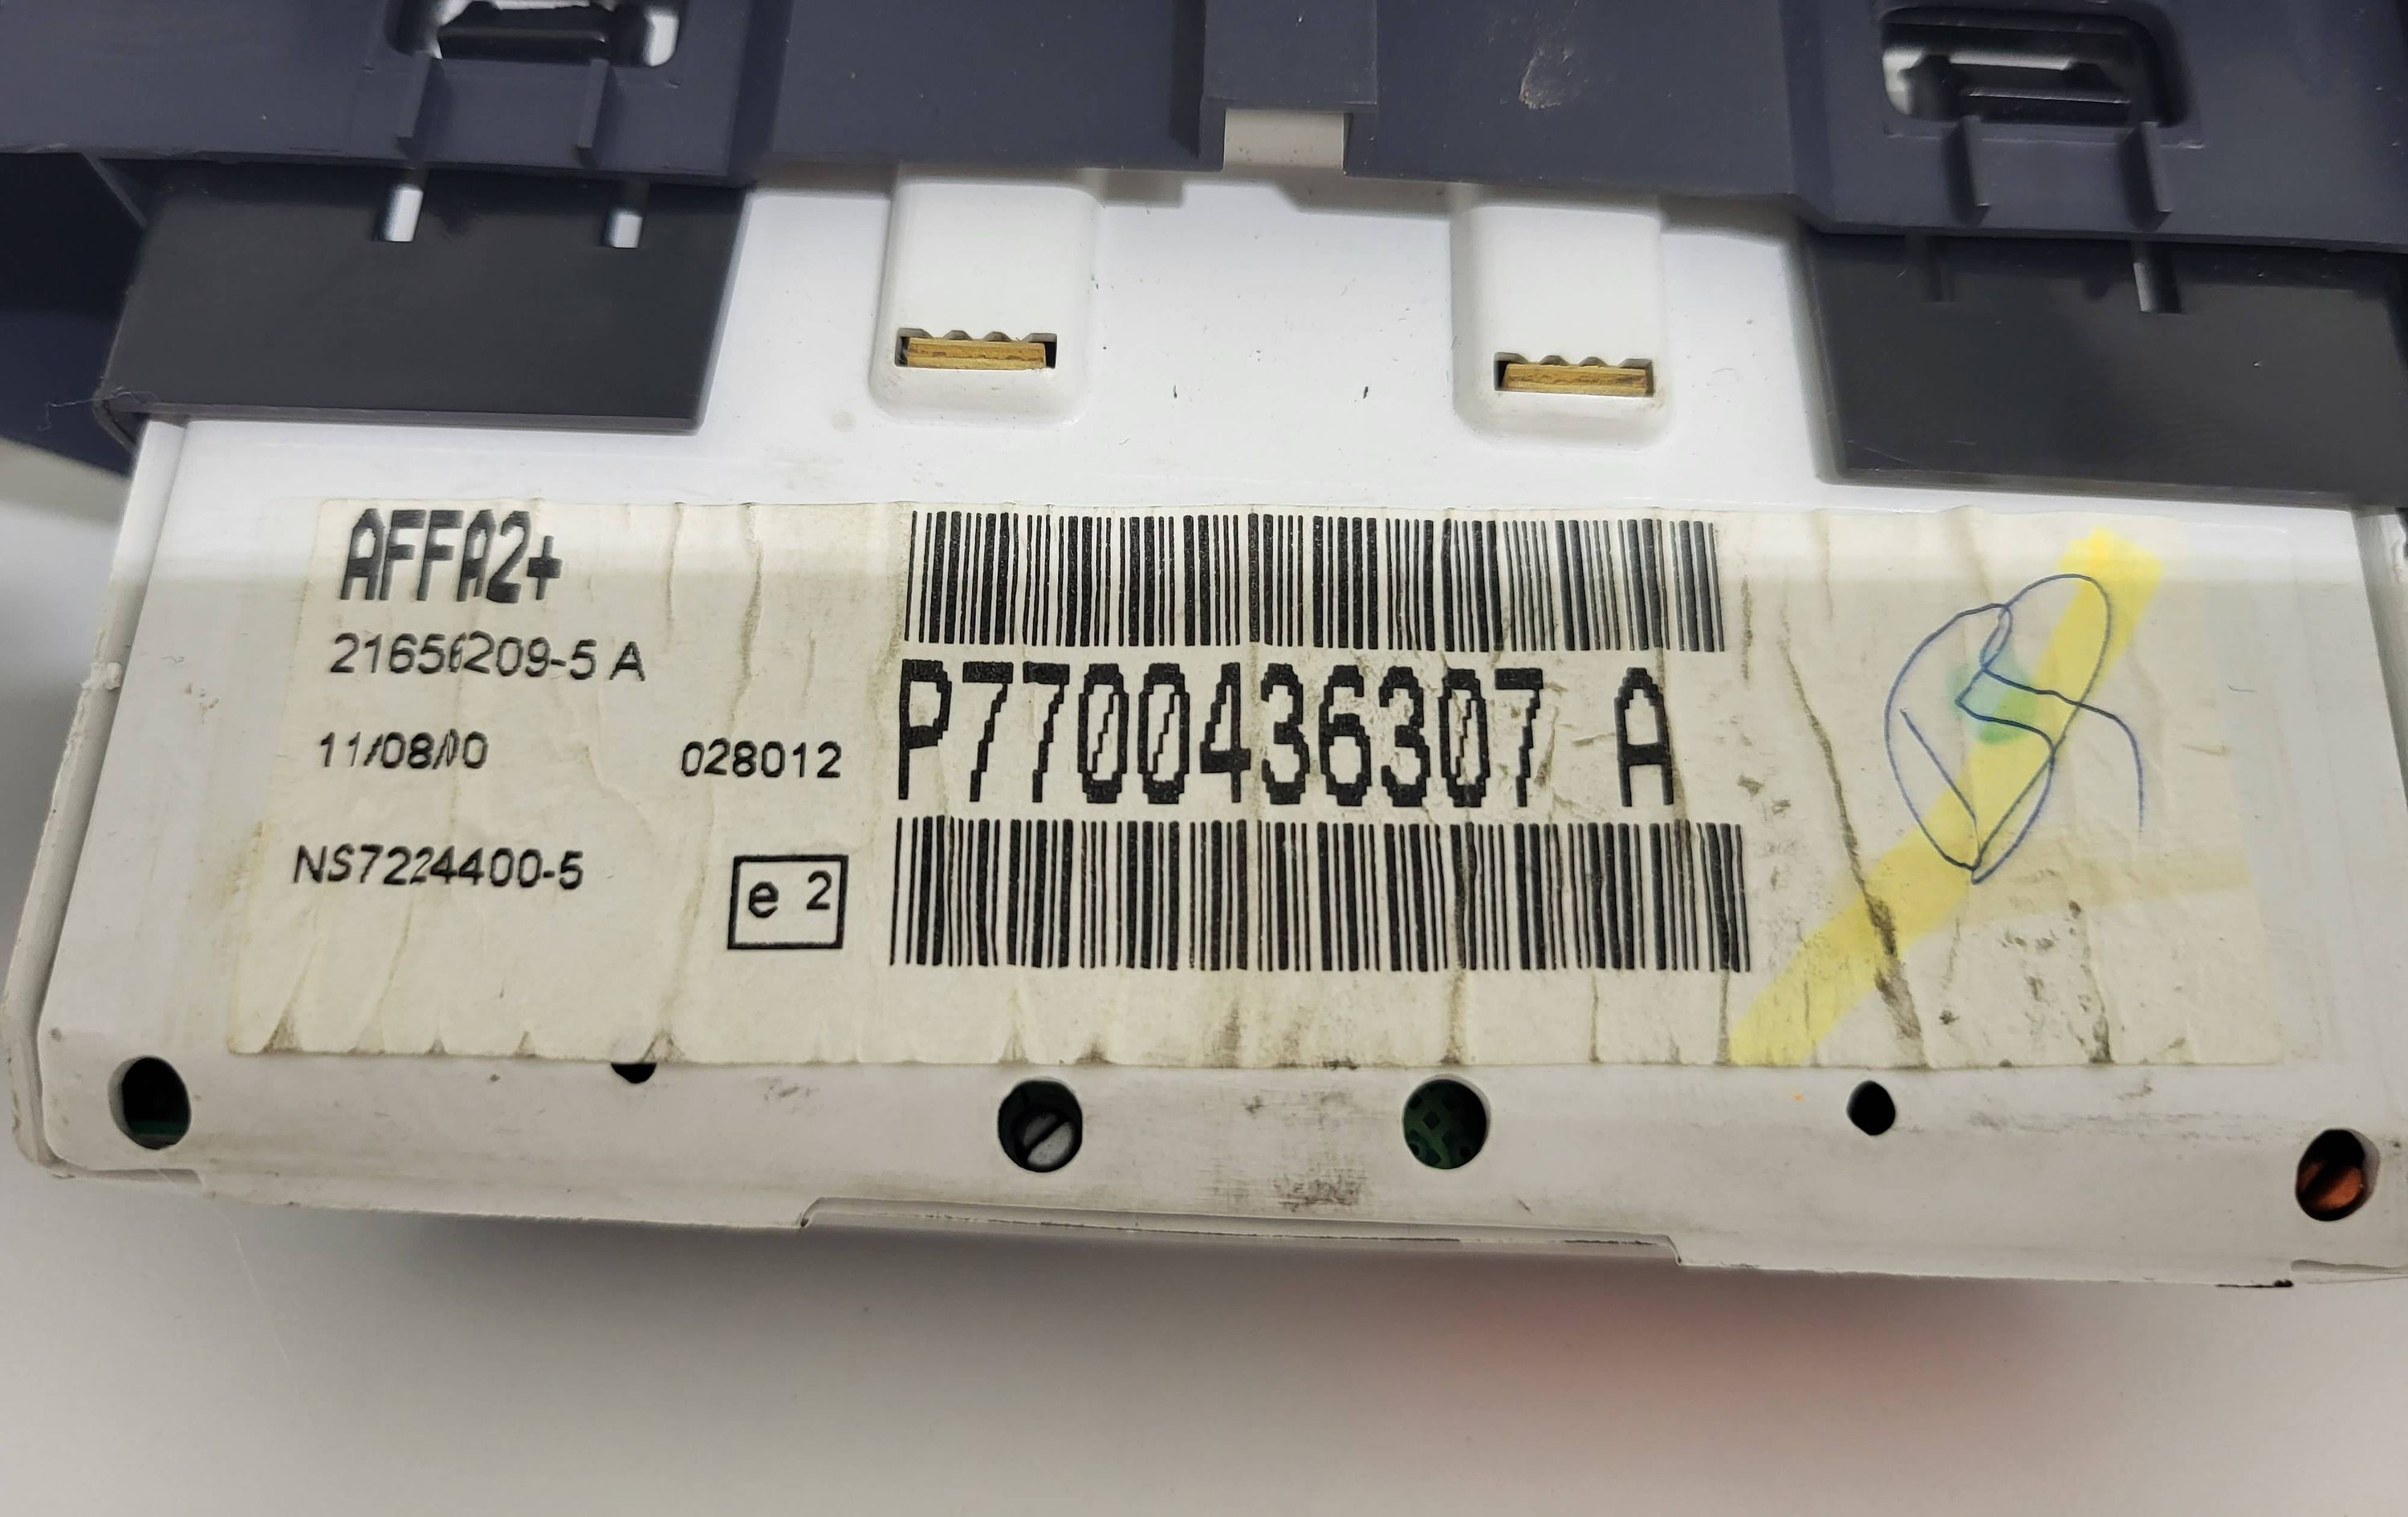 AFFA2+
21656209-5 A
11/08/00
028012
NS7224400-5
e 2
P7700436307 A